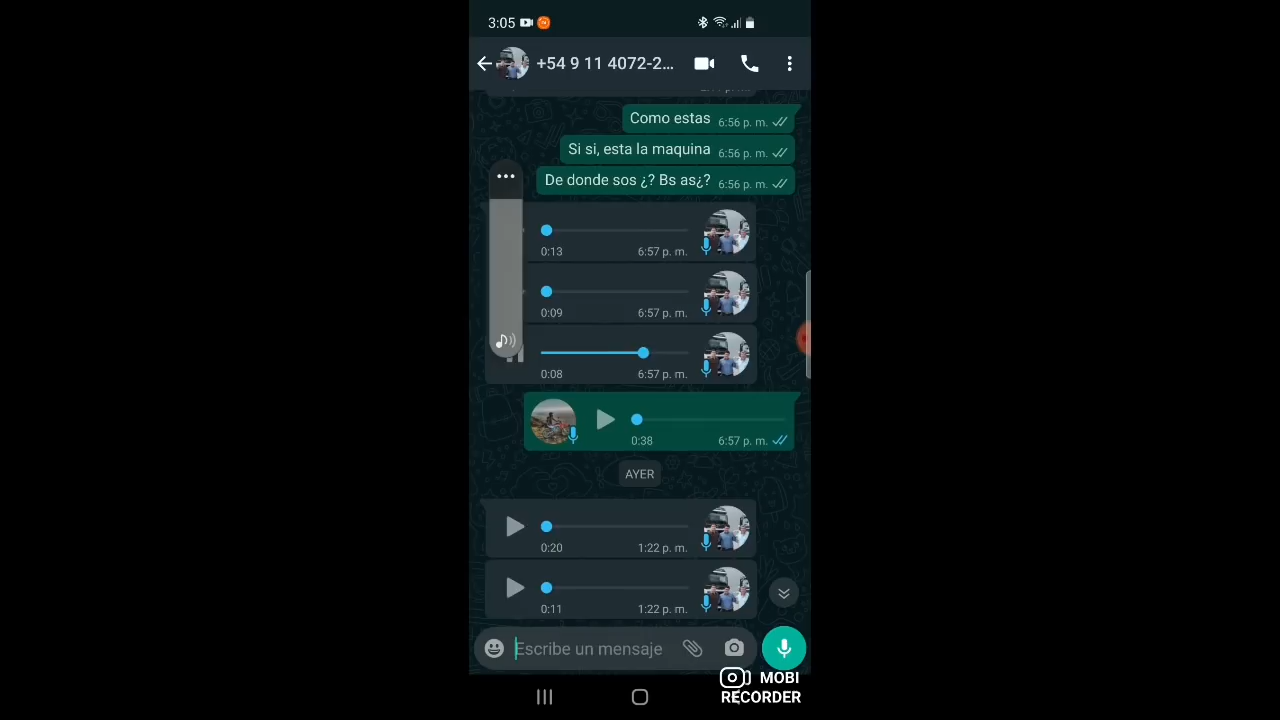 3:05
+54 9 11 4072-2...
Como estas 6:56 p. m.
Si si, esta la maquina 6:56 p. m.
De donde sos ¿? Bs as¿? 6:56 p. m.
0:13 6:57 p. m.
0:09 6:57 p. m.
0:08 6:57 p. m.
0:38 6:57 p. m.
AYER
0:20 1:22 p. m.
0:11 1:22 p. m.
Escribe un mensaje
MOBI
RECORDER